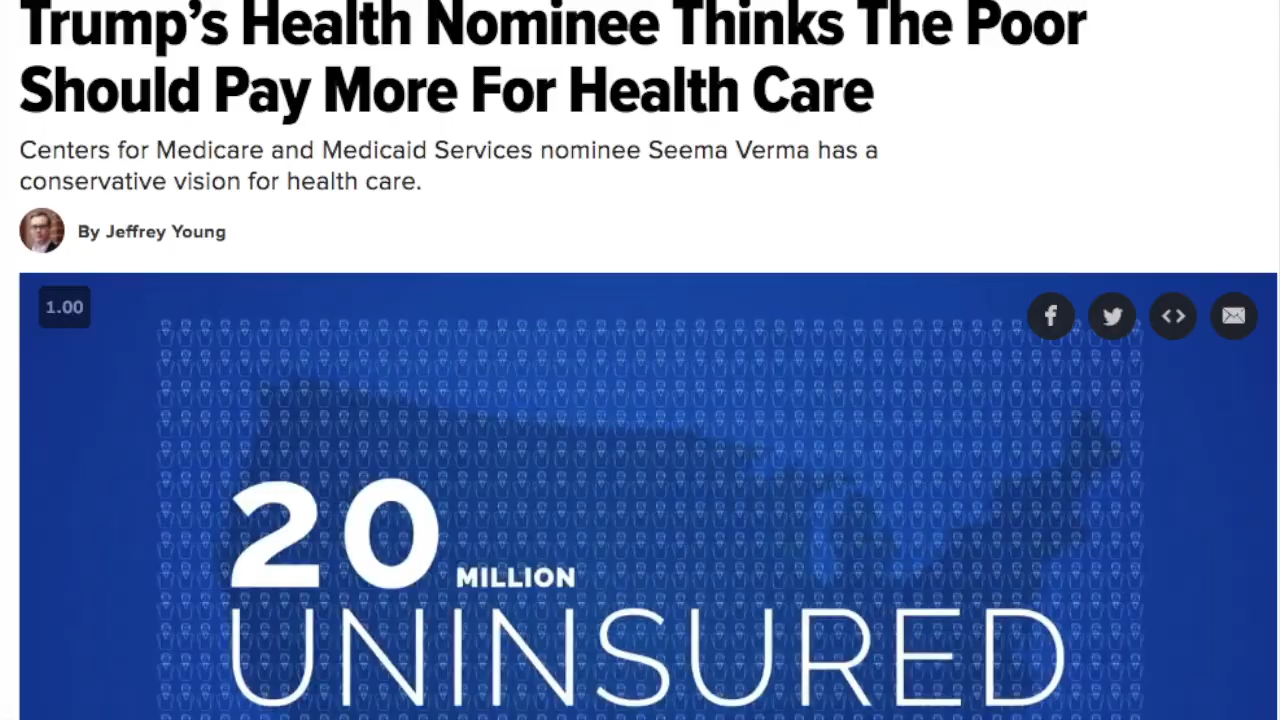 Trump’s Health Nominee Thinks The Poor
Should Pay More For Health Care
Centers for Medicare and Medicaid Services nominee Seema Verma has a
conservative vision for health care.
By Jeffrey Young
1.00
20 MILLION
UNINSURED